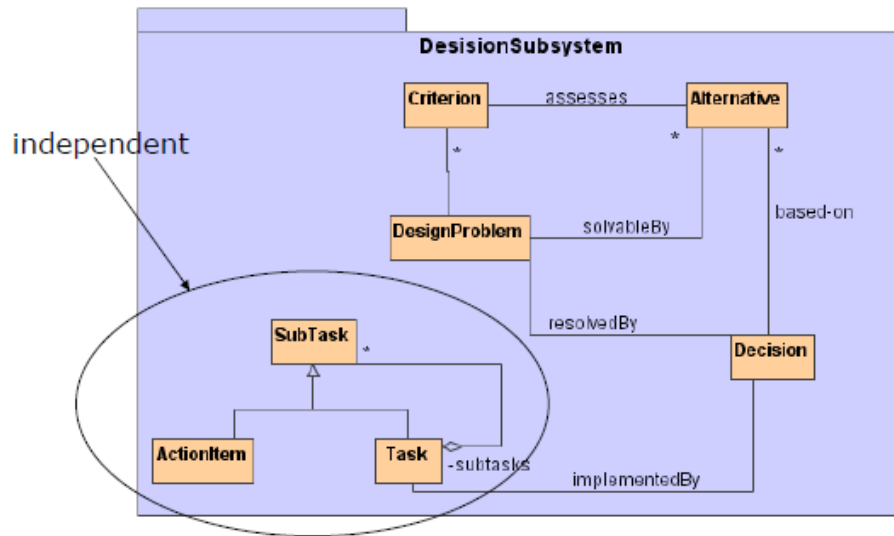 DesisionSubsystem
Criterion
assesses
Alternative
independent
*
*
*
based-on
DesignProblem
solvableBy
SubTask
*
resolvedBy
Decision
ActionItem
Task
-subtasks
implementedBy